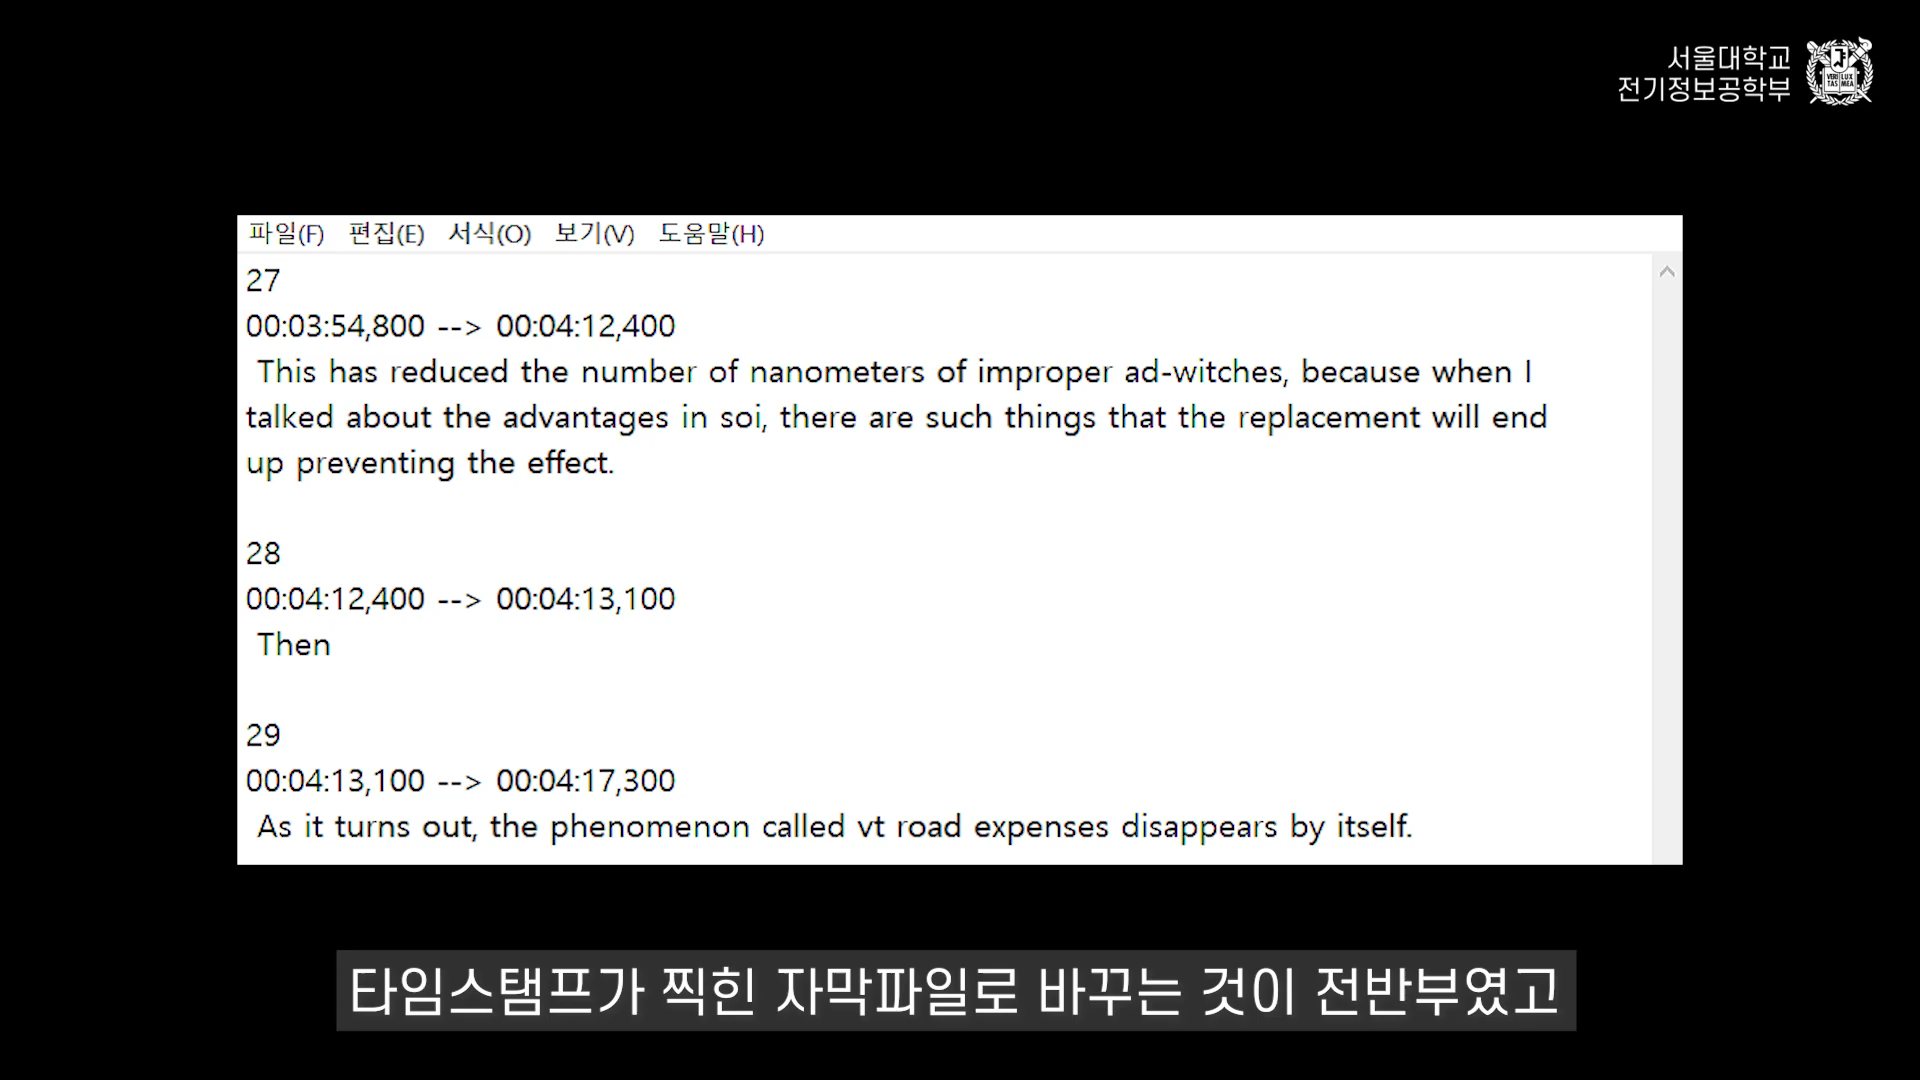 서울대학교
전기정보공학부
VERI LUX
TAS MEA
파일(F) 편집(E) 서식(O) 보기(V) 도움말(H)
27
00:03:54,800 --> 00:04:12,400
This has reduced the number of nanometers of improper ad-witches, because when I
talked about the advantages in soi, there are such things that the replacement will end
up preventing the effect.
28
00:04:12,400 --> 00:04:13,100
Then
29
00:04:13,100 --> 00:04:17,300
As it turns out, the phenomenon called vt road expenses disappears by itself.
타임스탬프가 찍힌 자막파일로 바꾸는 것이 전반부였고